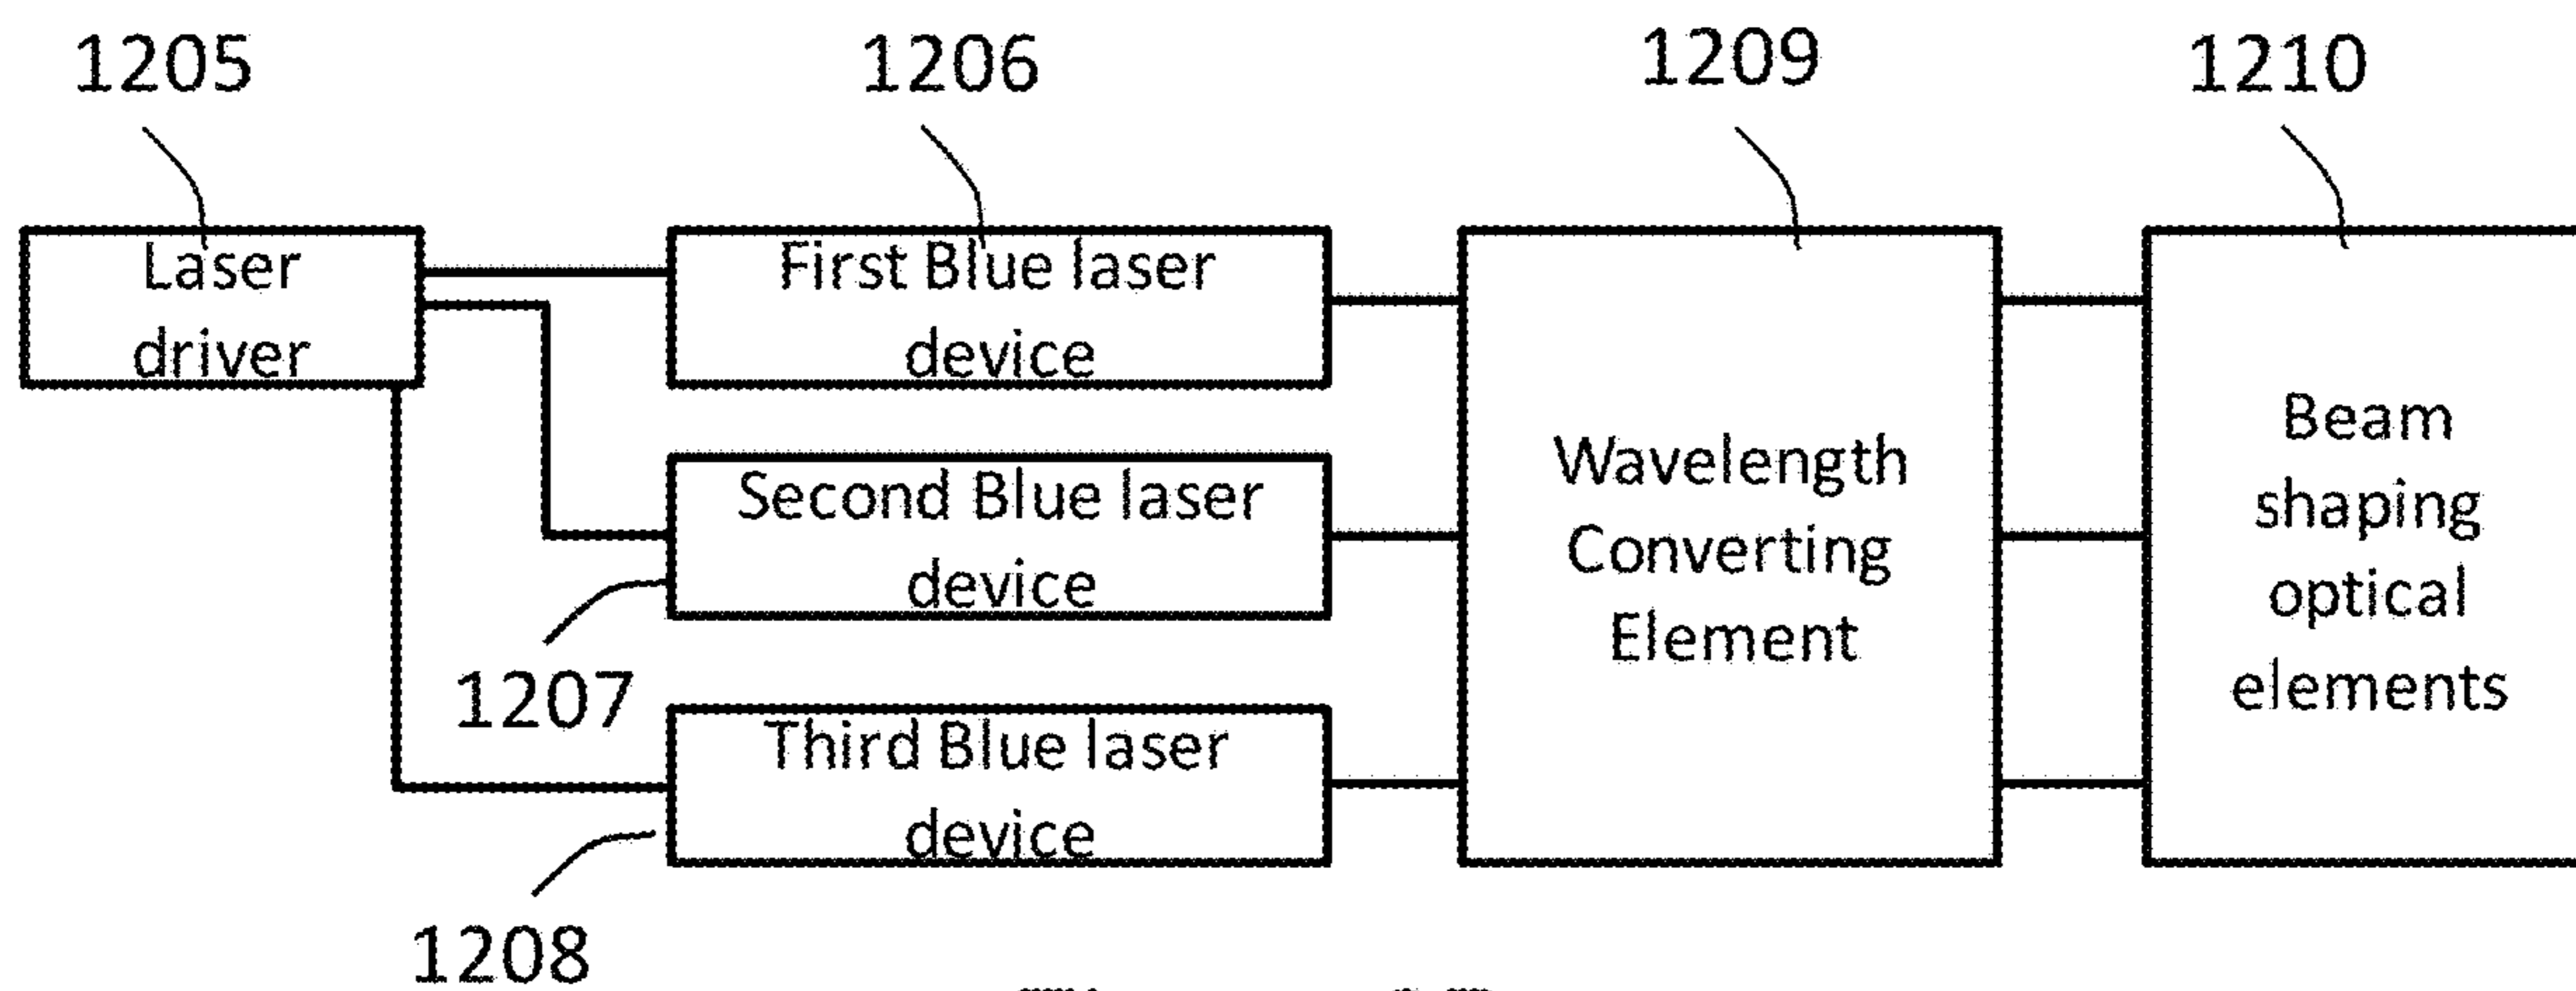 1205
1206
1209
1210
Laser
driver
First Blue laser
device
Second Blue laser
device
1207
Third Blue laser
device
1208
Wavelength
Converting
Element
Beam
shaping
optical
elements